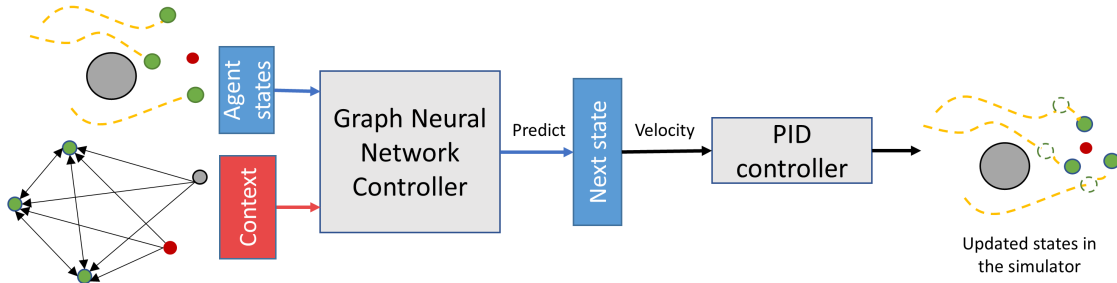 Agent
states
Context
Graph Neural
Network
Controller
Predict
Next state
Velocity
PID
controller
Updated states in
the simulator